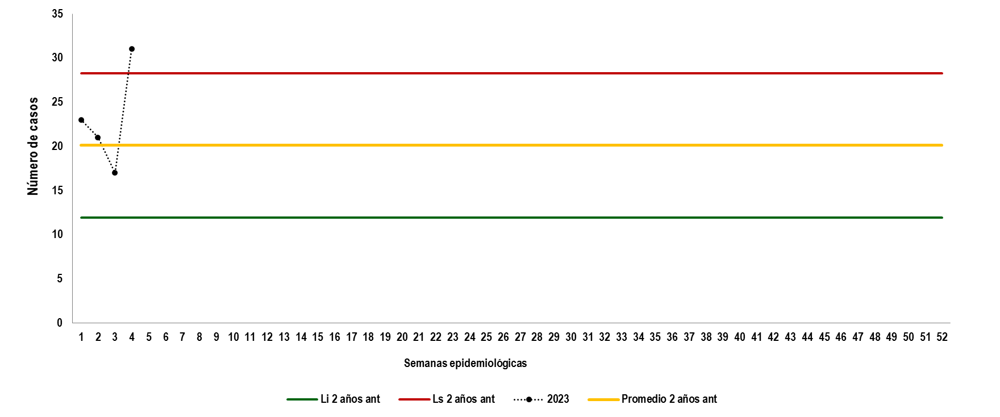 35
30
25
20
15
10
5
0
Número de casos
1 2 3 4 5 6 7 8 9 10 11 12 13 14 15 16 17 18 19 20 21 22 23 24 25 26 27 28 29 30 31 32 33 34 35 36 37 38 39 40 41 42 43 44 45 46 47 48 49 50 51 52
Semanas epidemiológicas
Li 2 años ant Ls 2 años ant 2023 Promedio 2 años ant